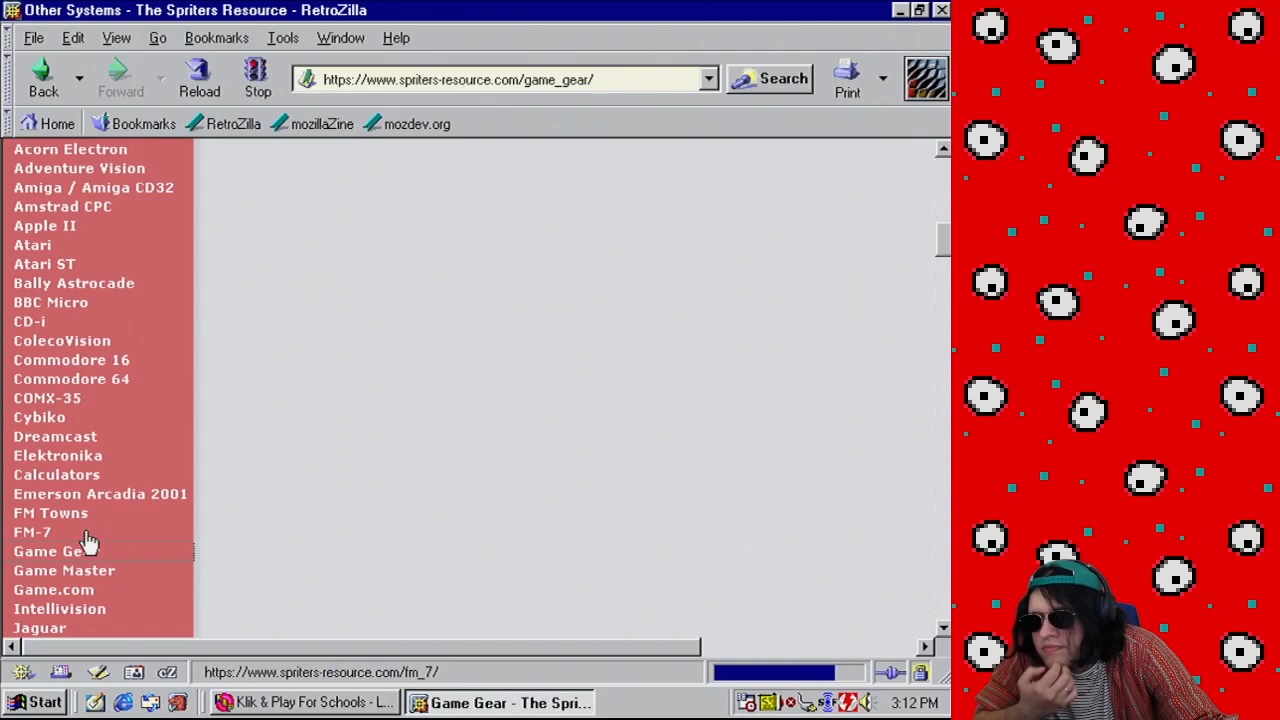 Other Systems - The Spriters Resource - RetroZilla
File Edit View Go Bookmarks Tools Window Help
Back Forward Reload Stop https://www.spriters-resource.com/game_gear/ Search Print
Home Bookmarks RetroZilla mozillaZine mozdev.org
Acorn Electron
Adventure Vision
Amiga / Amiga CD32
Amstrad CPC
Apple II
Atari
Atari ST
Bally Astrocade
BBC Micro
CD-i
ColecoVision
Commodore 16
Commodore 64
COMX-35
Cybiko
Dreamcast
Elektronika
Calculators
Emerson Arcadia 2001
FM Towns
FM-7
Game Gear
Game Master
Game.com
Intellivision
Jaguar
https://www.spriters-resource.com/fm_7/
Start Klik & Play For Schools - L... Game Gear - The Spri... 3:12 PM